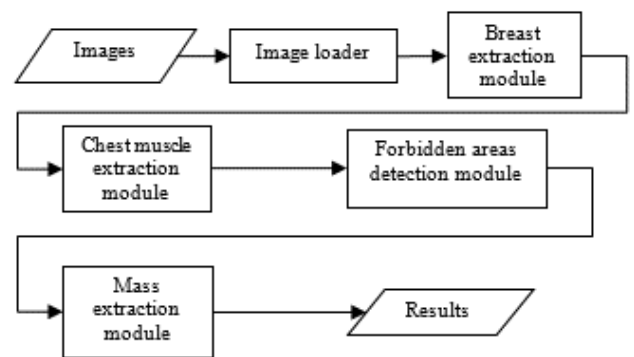 Images
Image loader
Breast
extraction
module
Chest muscle
extraction
module
Forbidden areas
detection module
Mass
extraction
module
Results